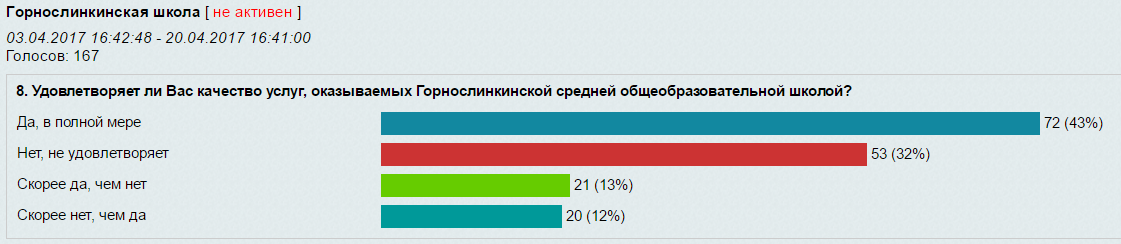 Горнослинкинская школа [ не активен ]
03.04.2017 16:42:48 - 20.04.2017 16:41:00
Голосов: 167
8. Удовлетворяет ли Вас качество услуг, оказываемых Горнослинкинской средней общеобразовательной школой?
Да, в полной мере 72 (43%)
Нет, не удовлетворяет 53 (32%)
Скорее да, чем нет 21 (13%)
Скорее нет, чем да 20 (12%)